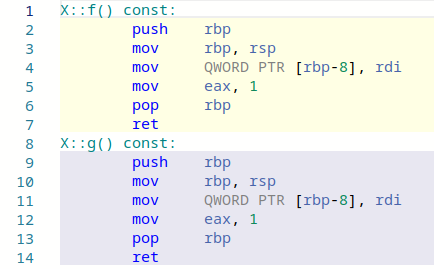 1 X::f() const:
2 push rbp
3 mov rbp, rsp
4 mov QWORD PTR [rbp-8], rdi
5 mov eax, 1
6 pop rbp
7 ret
8 X::g() const:
9 push rbp
10 mov rbp, rsp
11 mov QWORD PTR [rbp-8], rdi
12 mov eax, 1
13 pop rbp
14 ret